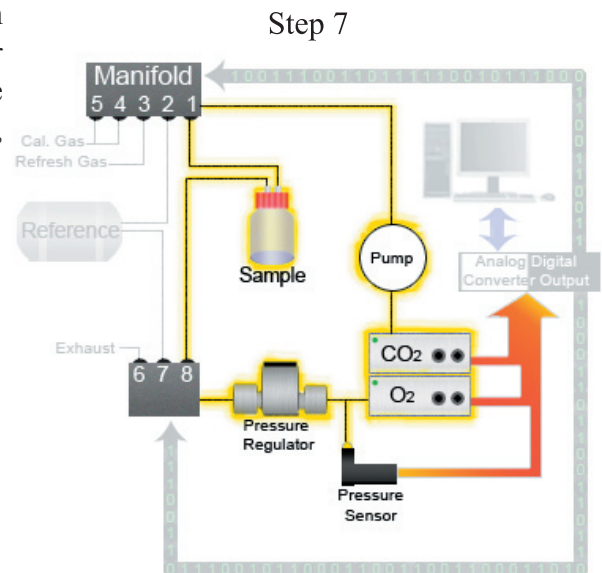 Step 7
Manifold
5 4 3 2 1
Cal. Gas
Refresh Gas
Reference
Sample
Pump
Analog Digital
Converter Output
Exhaust
6 7 8
CO2
O2
Pressure
Regulator
Pressure
Sensor